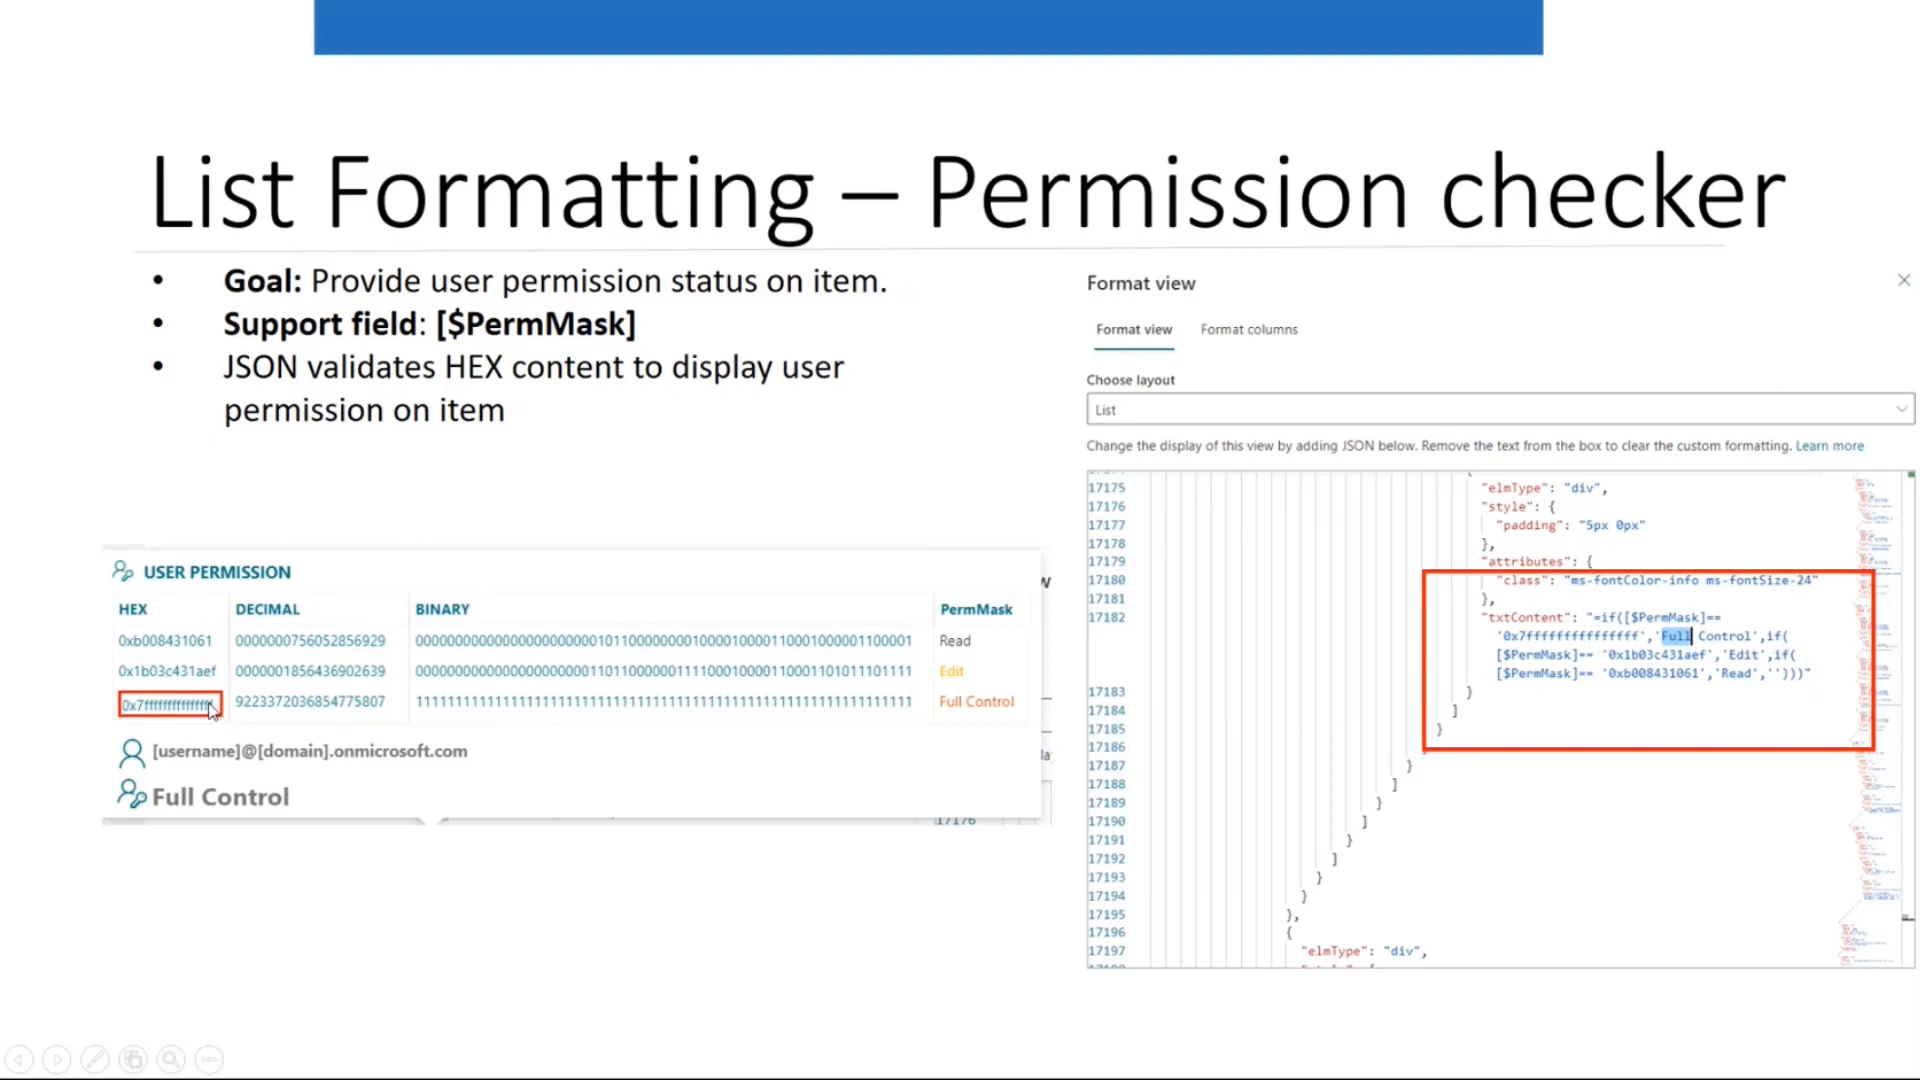 List Formatting – Permission checker
• Goal: Provide user permission status on item.
• Support field: [$PermMask]
• JSON validates HEX content to display user
permission on item
USER PERMISSION
HEX DECIMAL BINARY PermMask
0xb008431061 0000000756052856929 Read
0x1b03c431aef 0000001856436902639 Edit
9223372036854775807 Full Control
[username]@[domain].onmicrosoft.com
Full Control
17176
Format view
Format view Format columns
Choose layout
List
Change the display of this view by adding JSON below. Remove the text from the box to clear the custom formatting. Learn more
17175 "elmType": "div",
17176 "style": {
17177 "padding": "5px 0px"
17178 },
17179 "attributes": {
17180 "class": "ms-fontColor-info ms-fontSize-24"
17181 },
17182 "txtContent": "=if([$PermMask]==
'0x7fffffffffffffff','Full Control',if(
[$PermMask]== '0x1b03c431aef','Edit',if(
[$PermMask]== '0xb008431061','Read','')))"
17183 }
17184 ]
17185 }
17186
17187 }
17188 ]
17189 }
17190 ]
17191 }
17192 ]
17193 }
17194 }
17195 },
17196 {
17197 "elmType": "div",